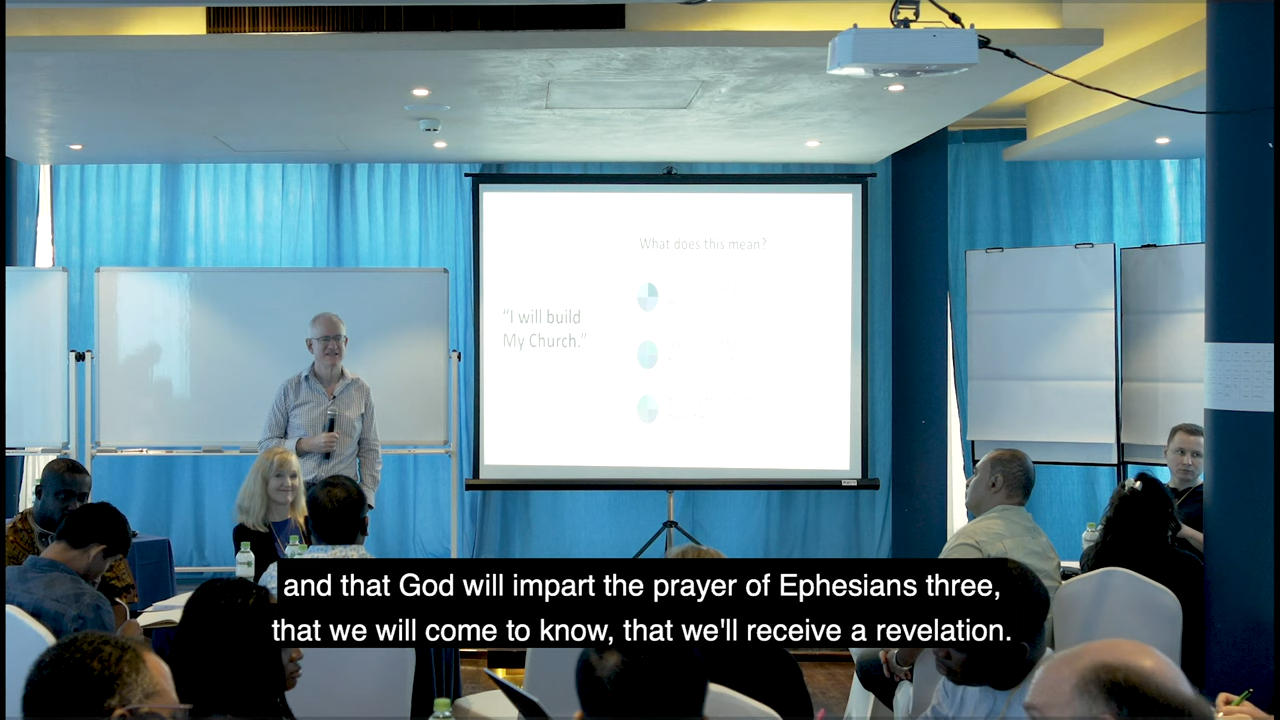 What does this mean?
“I will build
My Church.”
and that God will impart the prayer of Ephesians three,
that we will come to know, that we'll receive a revelation.